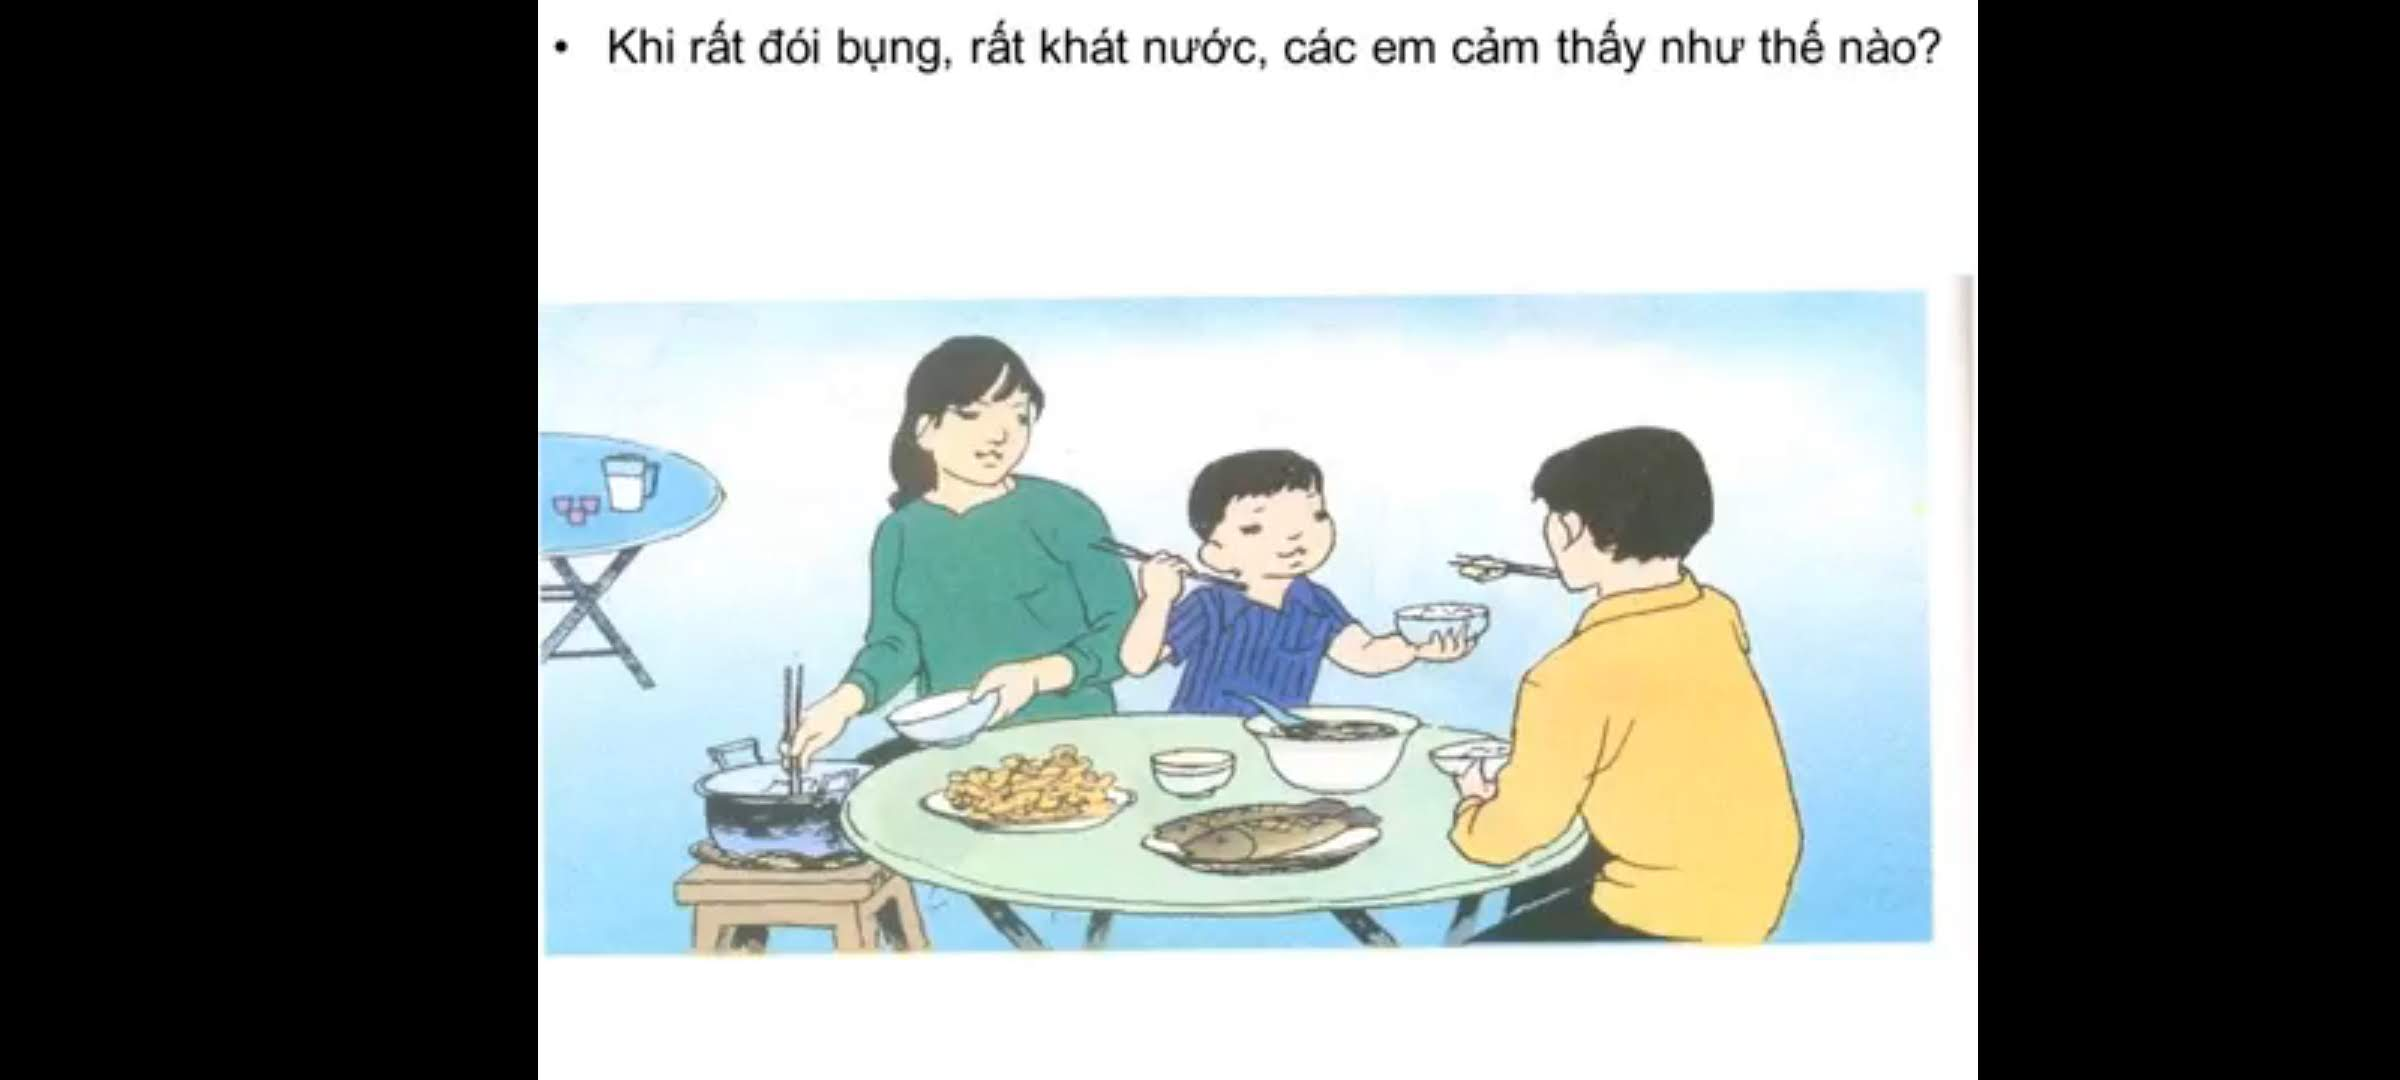 • Khi rất đói bụng, rất khát nước, các em cảm thấy như thế nào?